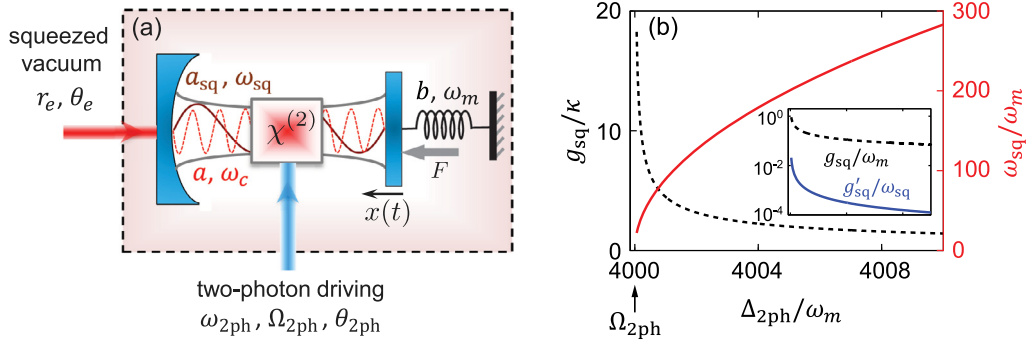 (a)
squeezed
vacuum
r_e, θ_e
a_sq, ω_sq
χ^(2)
a, ω_c
b, ω_m
F
x(t)
two-photon driving
ω_2ph, Ω_2ph, θ_2ph
(b)
g_sq/κ
20
10
0
ω_sq/ω_m
300
200
100
0
10^0
10^-2
10^-4
g_sq/ω_m
g′_sq/ω_sq
4000
4004
4008
Δ_2ph/ω_m
Ω_2ph